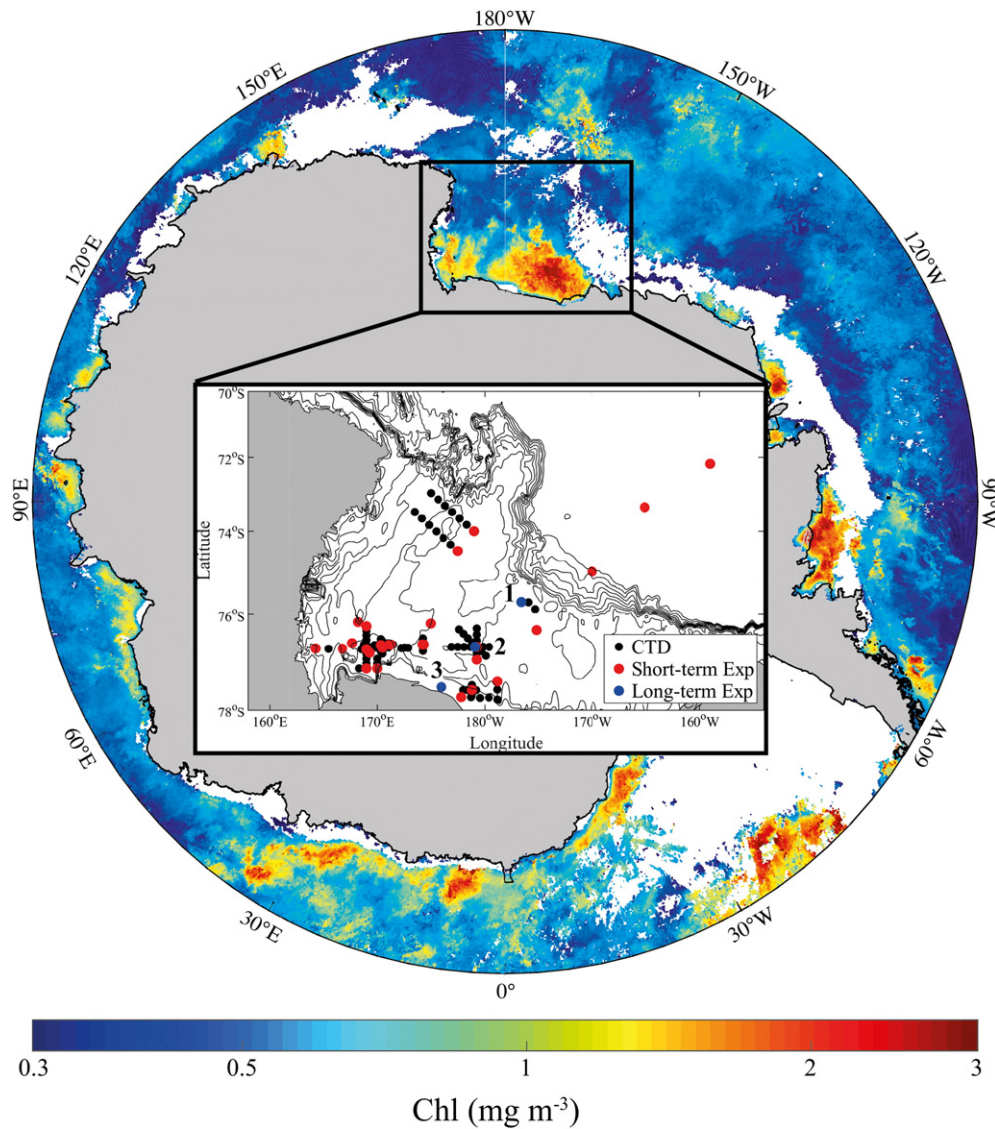 180°W
150°E
150°W
120°E
120°W
90°E
90°W
60°E
60°W
30°E
30°W
0°
70°S
72°S
74°S
76°S
78°S
Latitude
160°E
170°E
180°W
170°W
160°W
Longitude
1
2
3
CTD
Short-term Exp
Long-term Exp
0.3
0.5
1
2
3
Chl (mg m⁻³)